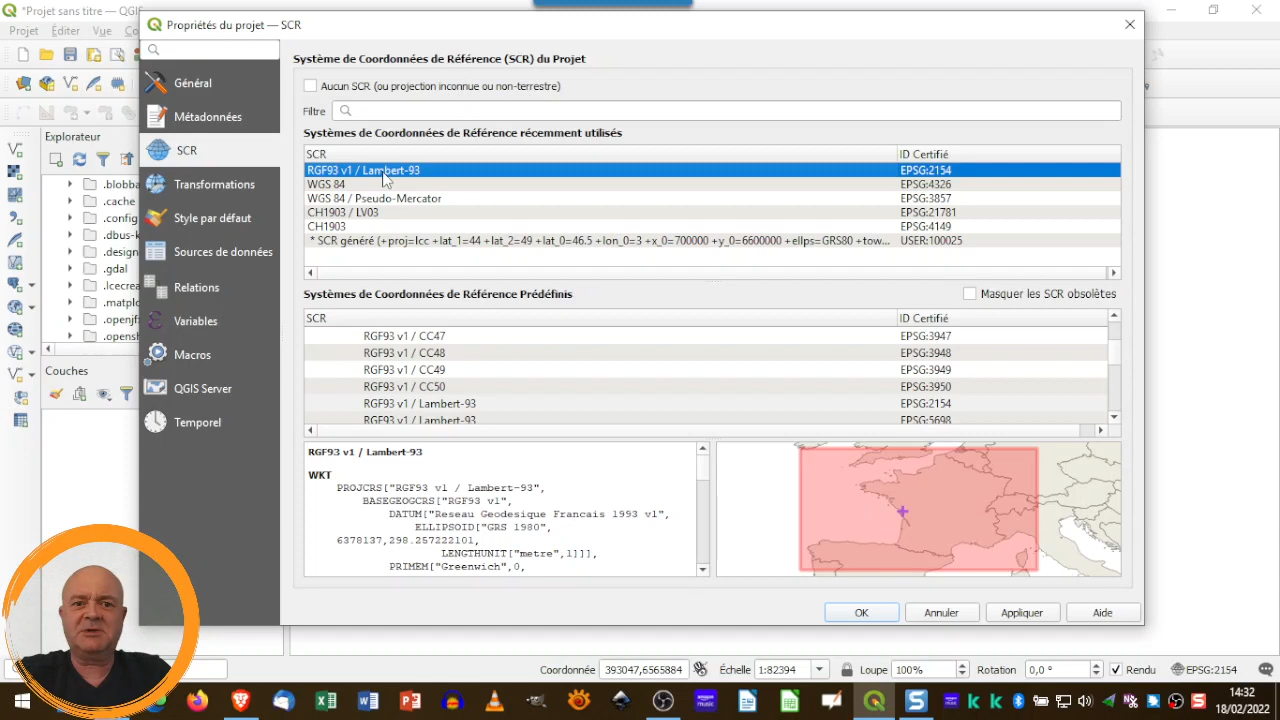 *Projet sans titre — QGIS
Projet Éditer Vue
Explorateur
.cache
.config
.gdal
Couches
Propriétés du projet — SCR
Général
Métadonnées
SCR
Transformations
Style par défaut
Sources de données
Relations
Variables
Macros
QGIS Server
Temporel
Système de Coordonnées de Référence (SCR) du Projet
Aucun SCR (ou projection inconnue ou non-terrestre)
Filtre
Systèmes de Coordonnées de Référence récemment utilisés
SCR ID Certifié
RGF93 v1 / Lambert-93 EPSG:2154
WGS 84 EPSG:4326
WGS 84 / Pseudo-Mercator EPSG:3857
CH1903 / LV03 EPSG:21781
CH1903 EPSG:4149
* SCR généré (+proj=lcc +lat_1=44 +lat_2=49 +lat_0=46.5 +lon_0=3 +x_0=700000 +y_0=6600000 +ellps=GRS80 +tow... USER:100025
Systèmes de Coordonnées de Référence Prédéfinis
Masquer les SCR obsolètes
SCR ID Certifié
RGF93 v1 / CC47 EPSG:3947
RGF93 v1 / CC48 EPSG:3948
RGF93 v1 / CC49 EPSG:3949
RGF93 v1 / CC50 EPSG:3950
RGF93 v1 / Lambert-93 EPSG:2154
RGF93 v1 / Lambert-93 EPSG:5698
RGF93 v1 / Lambert-93
WKT
PROJCRS["RGF93 v1 / Lambert-93",
BASEGEOGCRS["RGF93 v1",
DATUM["Reseau Geodesique Francais 1993 v1",
ELLIPSOID["GRS 1980",
6378137,298.257222101,
LENGTHUNIT["metre",1]]],
PRIMEM["Greenwich",0,
OK Annuler Appliquer Aide
Coordonnée 393047,6565884 Échelle 1:82394 Loupe 100% Rotation 0,0 ° Rendu EPSG:2154
14:32
18/02/2022